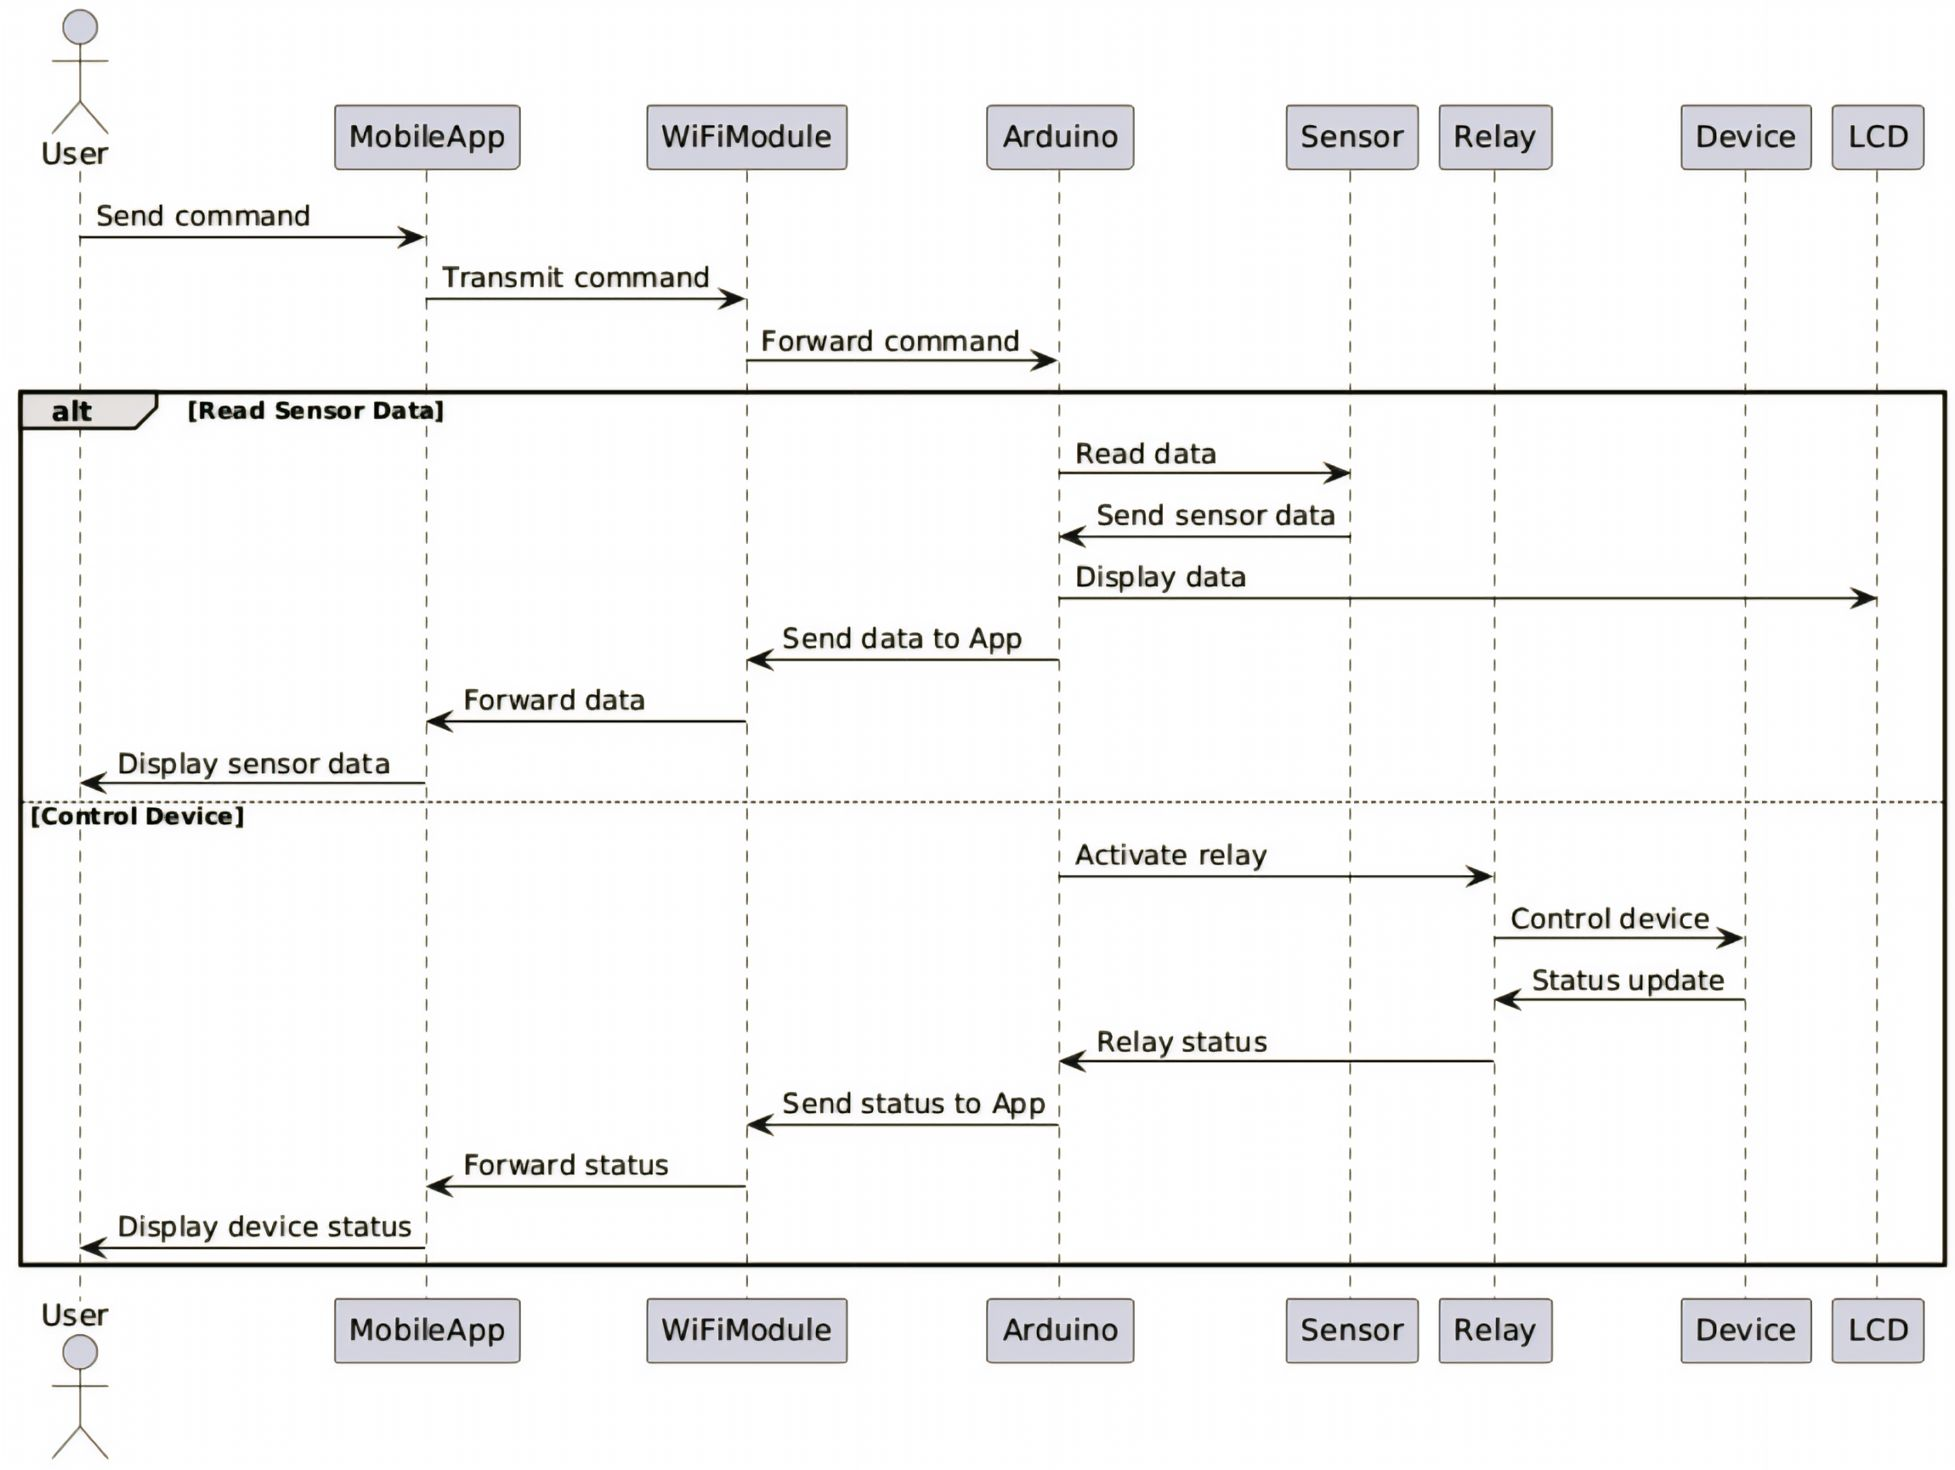 User
MobileApp
WiFiModule
Arduino
Sensor
Relay
Device
LCD
Send command
Transmit command
Forward command
alt
[Read Sensor Data]
Read data
Send sensor data
Display data
Send data to App
Forward data
Display sensor data
[Control Device]
Activate relay
Control device
Status update
Relay status
Send status to App
Forward status
Display device status
User
MobileApp
WiFiModule
Arduino
Sensor
Relay
Device
LCD